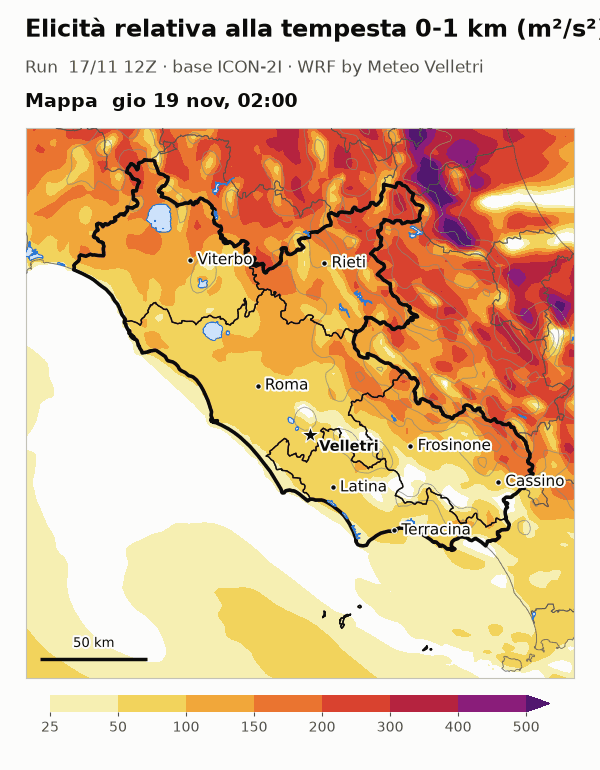 Elicità relativa alla tempesta 0-1 km (m²/s²)
Run 17/11 12Z · base ICON-2I · WRF by Meteo Velletri
Mappa gio 19 nov, 02:00
Viterbo
Rieti
Roma
Velletri
Frosinone
Latina
Cassino
Terracina
50 km
25 50 100 150 200 300 400 500